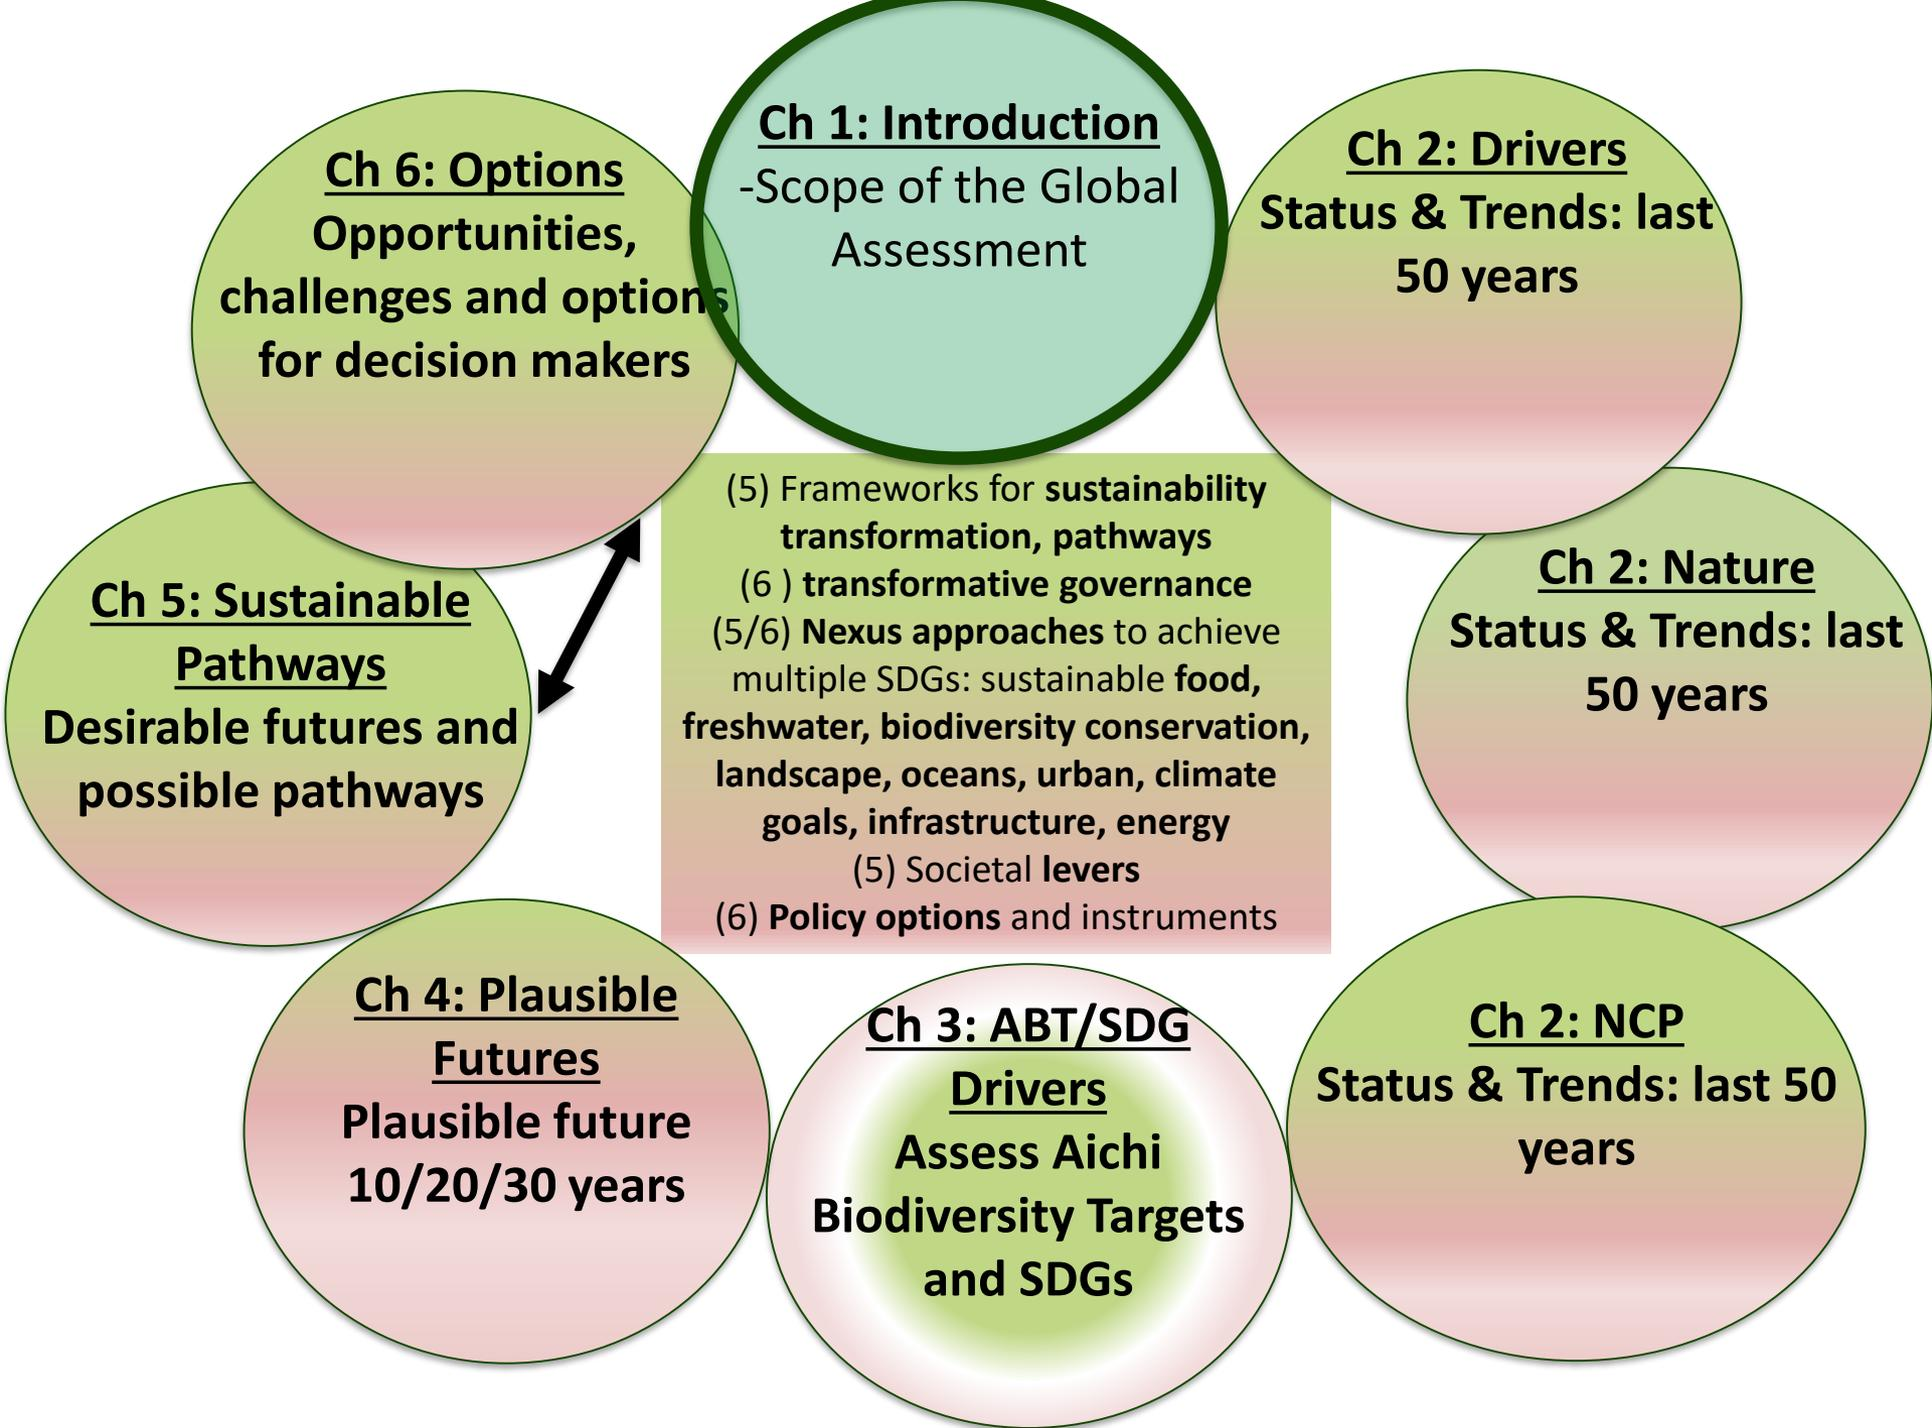 Ch 1: Introduction
-Scope of the Global
Assessment
Ch 2: Drivers
Status & Trends: last
50 years
Ch 2: Nature
Status & Trends: last
50 years
Ch 2: NCP
Status & Trends: last 50
years
Ch 3: ABT/SDG
Drivers
Assess Aichi
Biodiversity Targets
and SDGs
Ch 4: Plausible
Futures
Plausible future
10/20/30 years
Ch 5: Sustainable
Pathways
Desirable futures and
possible pathways
Ch 6: Options
Opportunities,
challenges and options
for decision makers
(5) Frameworks for sustainability
transformation, pathways
(6 ) transformative governance
(5/6) Nexus approaches to achieve
multiple SDGs: sustainable food,
freshwater, biodiversity conservation,
landscape, oceans, urban, climate
goals, infrastructure, energy
(5) Societal levers
(6) Policy options and instruments